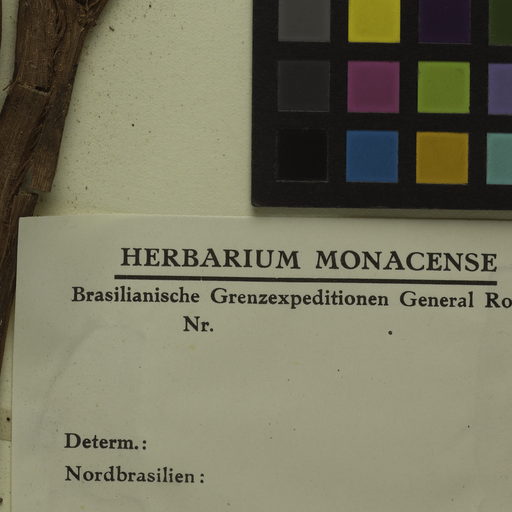 HERBARIUM MONACENSE
Brasilianische Grenzexpeditionen General Ro
Nr.
Determ.:
Nordbrasilien: